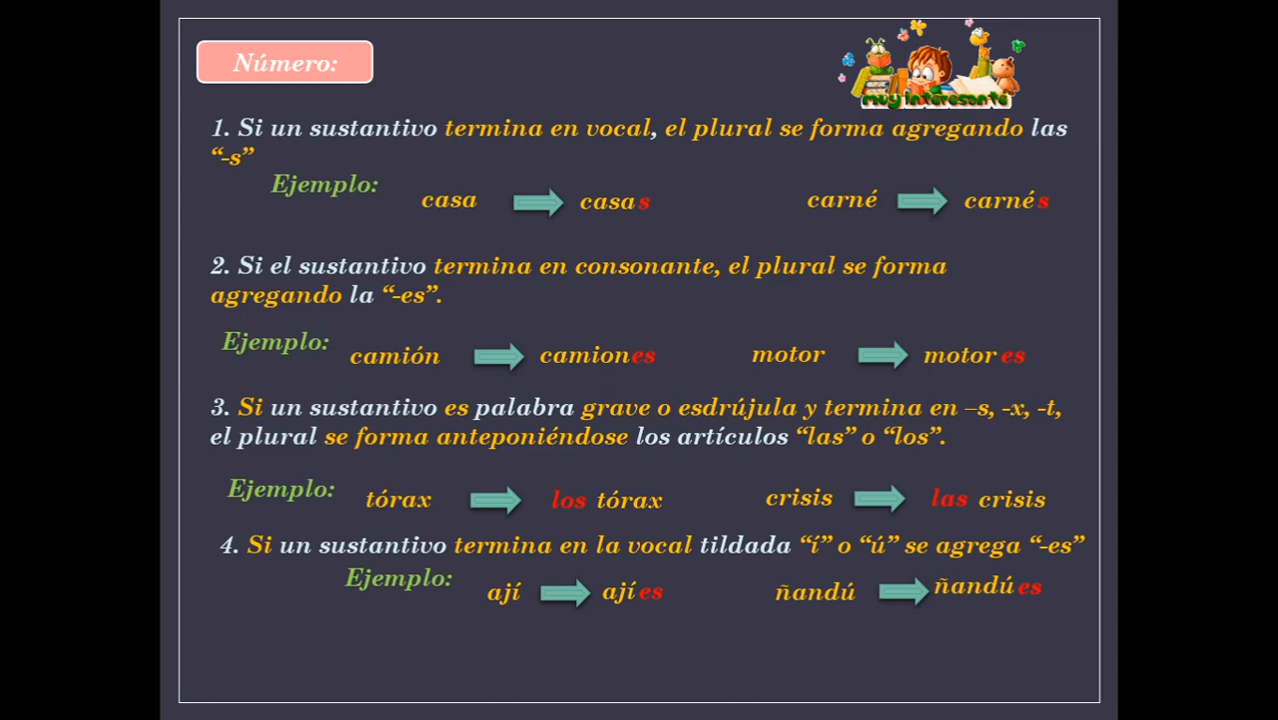 Número:
muy interesante
1. Si un sustantivo termina en vocal, el plural se forma agregando las
“-s”
Ejemplo: casa casas carné carnés
2. Si el sustantivo termina en consonante, el plural se forma
agregando la “-es”.
Ejemplo: camión camiones motor motores
3. Si un sustantivo es palabra grave o esdrújula y termina en –s, -x, -t,
el plural se forma anteponiéndose los artículos “las” o “los”.
Ejemplo: tórax los tórax crisis las crisis
4. Si un sustantivo termina en la vocal tildada “í” o “ú” se agrega “-es”
Ejemplo: ají ajíes ñandú ñandúes